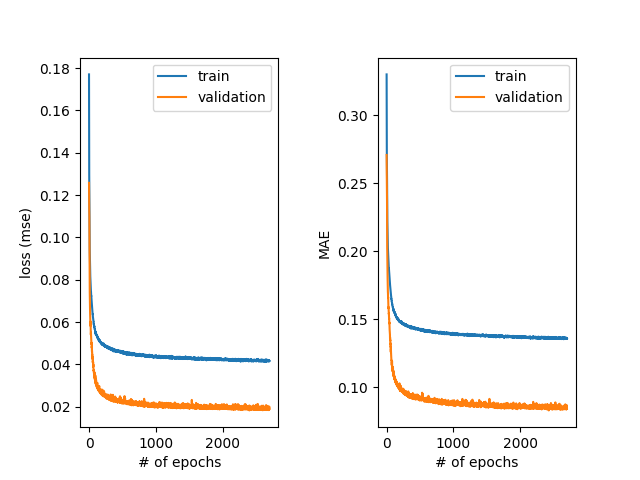 0.18
0.16
0.14
0.12
0.10
0.08
0.06
0.04
0.02
loss (mse)
0
1000
2000
# of epochs
train
validation
0.30
0.25
0.20
0.15
0.10
MAE
0
1000
2000
# of epochs
train
validation